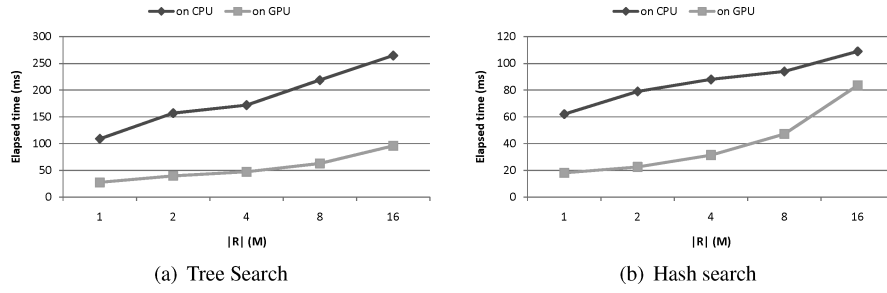 on CPU on GPU
300
250
200
150
100
50
0
Elapsed time (ms)
1 2 4 8 16
|R| (M)
(a) Tree Search
on CPU on GPU
120
100
80
60
40
20
0
Elapsed time (ms)
1 2 4 8 16
|R| (M)
(b) Hash search